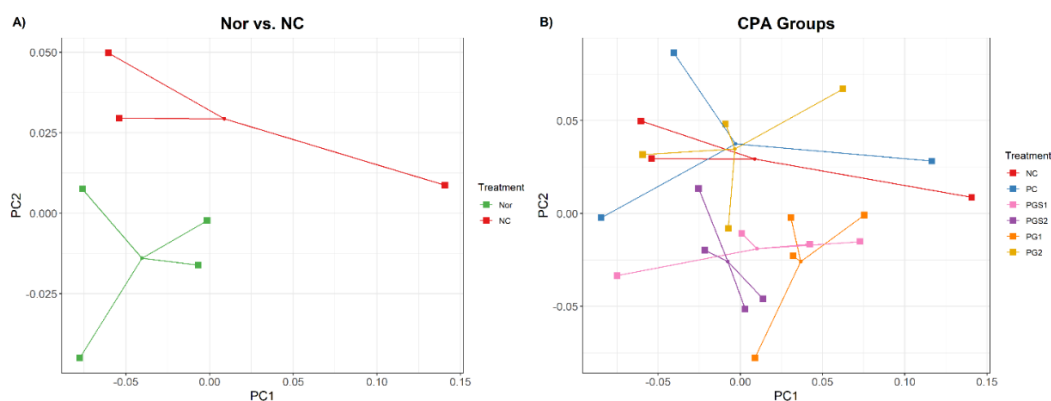 A)
Nor vs. NC
0.050
0.025
0.000
-0.025
PC2
-0.05
0.00
0.05
0.10
0.15
PC1
Treatment
Nor
NC
B)
CPA Groups
0.05
0.00
-0.05
PC2
-0.05
0.00
0.05
0.10
0.15
PC1
Treatment
NC
PC
PGS1
PGS2
PG1
PG2